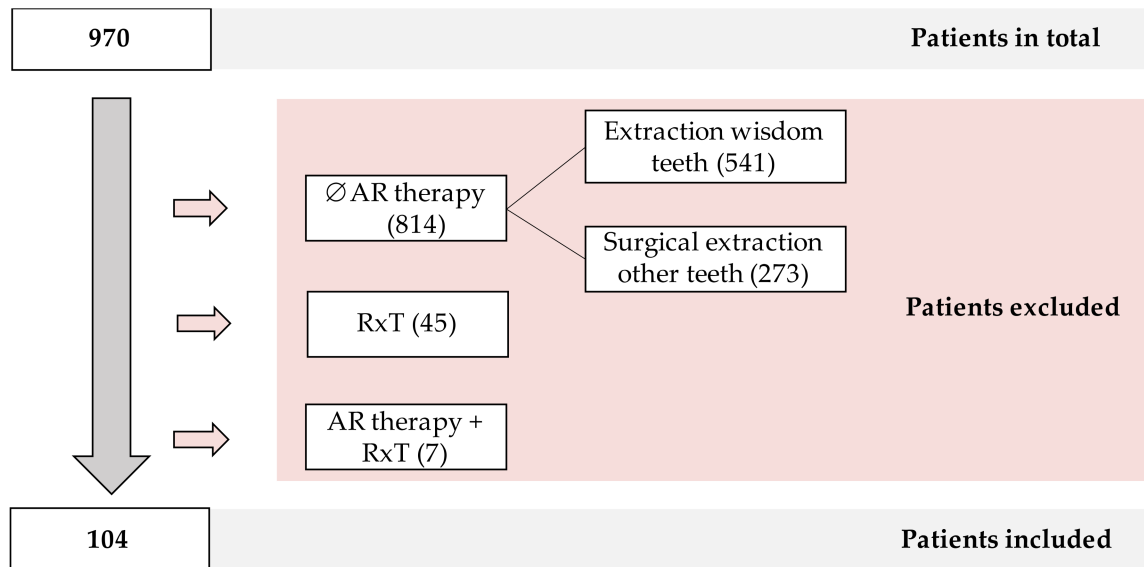 970
Patients in total
Extraction wisdom
teeth (541)
∅ AR therapy
(814)
Surgical extraction
other teeth (273)
Patients excluded
RxT (45)
AR therapy +
RxT (7)
104
Patients included